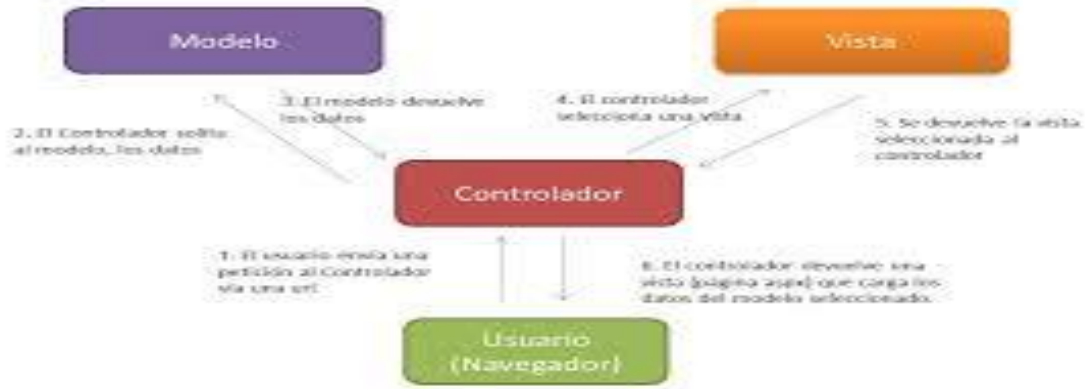 Modelo
Vista
3. El modelo devuelve
los datos
4. El controlador
selecciona una vista
2. El Controlador solita
al modelo, los datos
5. Se devuelve la vista
seleccionada al
controlador
Controlador
1. El usuario envía una
petición al Controlador
vía una url
6. El controlador devuelve una
vista (página aspx) que carga los
datos del modelo seleccionado.
Usuario
(Navegador)